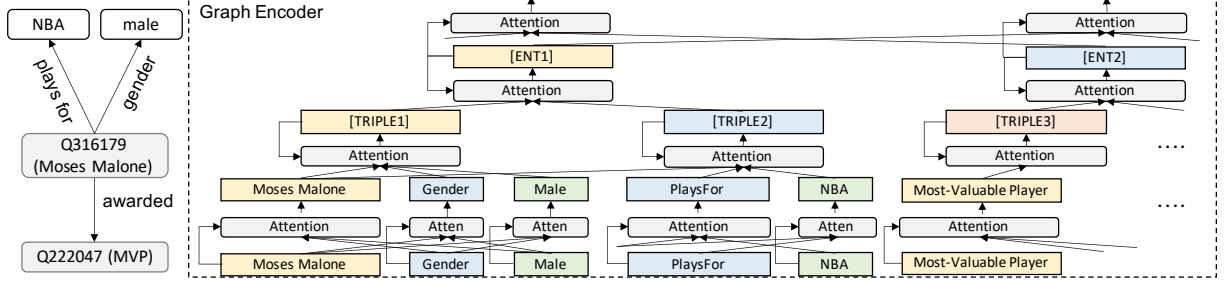 NBA
male
plays for
gender
Q316179
(Moses Malone)
awarded
Q222047 (MVP)
Graph Encoder
Attention
Attention
[ENT1]
[ENT2]
Attention
Attention
[TRIPLE1]
[TRIPLE2]
[TRIPLE3]
Attention
Attention
Attention
....
Moses Malone
Gender
Male
PlaysFor
NBA
Most-Valuable Player
....
Attention
Atten
Atten
Attention
Atten
Attention
Moses Malone
Gender
Male
PlaysFor
NBA
Most-Valuable Player